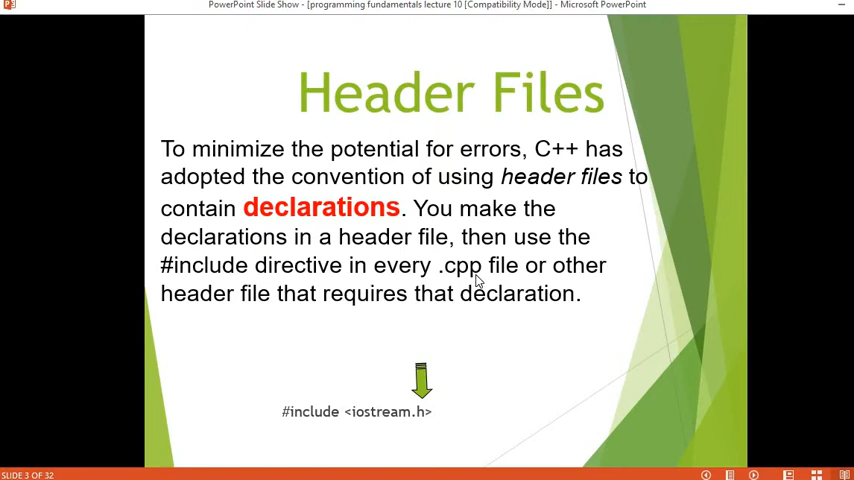 PowerPoint Slide Show - [programming fundamentals lecture 10 [Compatibility Mode]] - Microsoft PowerPoint
Header Files
To minimize the potential for errors, C++ has
adopted the convention of using header files to
contain declarations. You make the
declarations in a header file, then use the
#include directive in every .cpp file or other
header file that requires that declaration.
#include <iostream.h>
SLIDE 3 OF 32